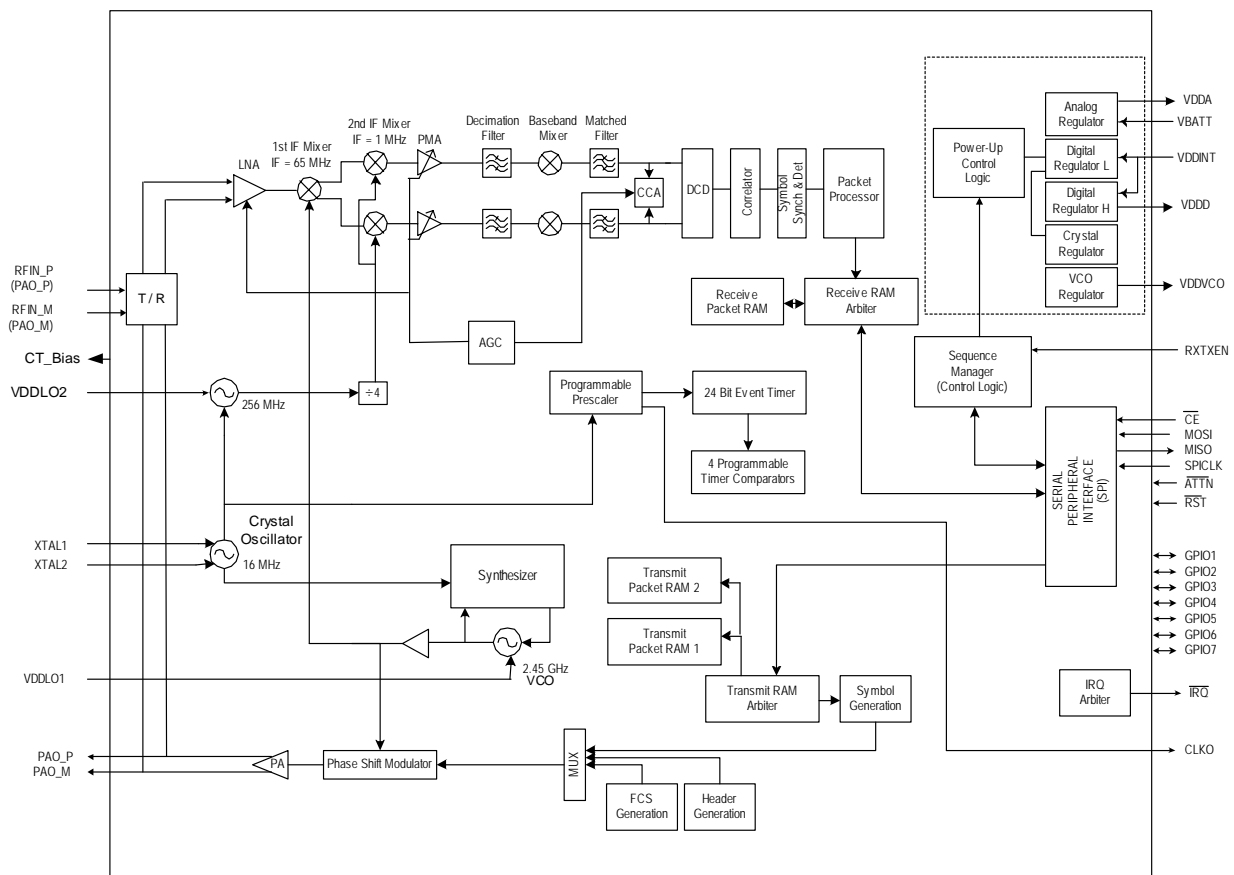 LNA
1st IF Mixer
IF = 65 MHz
2nd IF Mixer
IF = 1 MHz
PMA
Decimation
Filter
Baseband
Mixer
Matched
Filter
CCA
DCD
Correlator
Symbol
Synch & Det
Packet
Processor
Power-Up
Control
Logic
Analog
Regulator
Digital
Regulator L
Digital
Regulator H
Crystal
Regulator
VCO
Regulator
VDDA
VBATT
VDDINT
VDDD
VDDVCO
RFIN_P
(PAO_P)
RFIN_M
(PAO_M)
T / R
CT_Bias
VDDLO2
256 MHz
÷4
AGC
Receive
Packet RAM
Receive RAM
Arbiter
Sequence
Manager
(Control Logic)
RXTXEN
Programmable
Prescaler
24 Bit Event Timer
4 Programmable
Timer Comparators
SERIAL
PERIPHERAL
INTERFACE
(SPI)
CE
MOSI
MISO
SPICLK
ATTN
RST
XTAL1
XTAL2
Crystal
Oscillator
16 MHz
Synthesizer
2.45 GHz
VCO
VDDLO1
Transmit
Packet RAM 2
Transmit
Packet RAM 1
Transmit RAM
Arbiter
Symbol
Generation
GPIO1
GPIO2
GPIO3
GPIO4
GPIO5
GPIO6
GPIO7
IRQ
Arbiter
IRQ
CLKO
PAO_P
PAO_M
PA
Phase Shift Modulator
MUX
FCS
Generation
Header
Generation